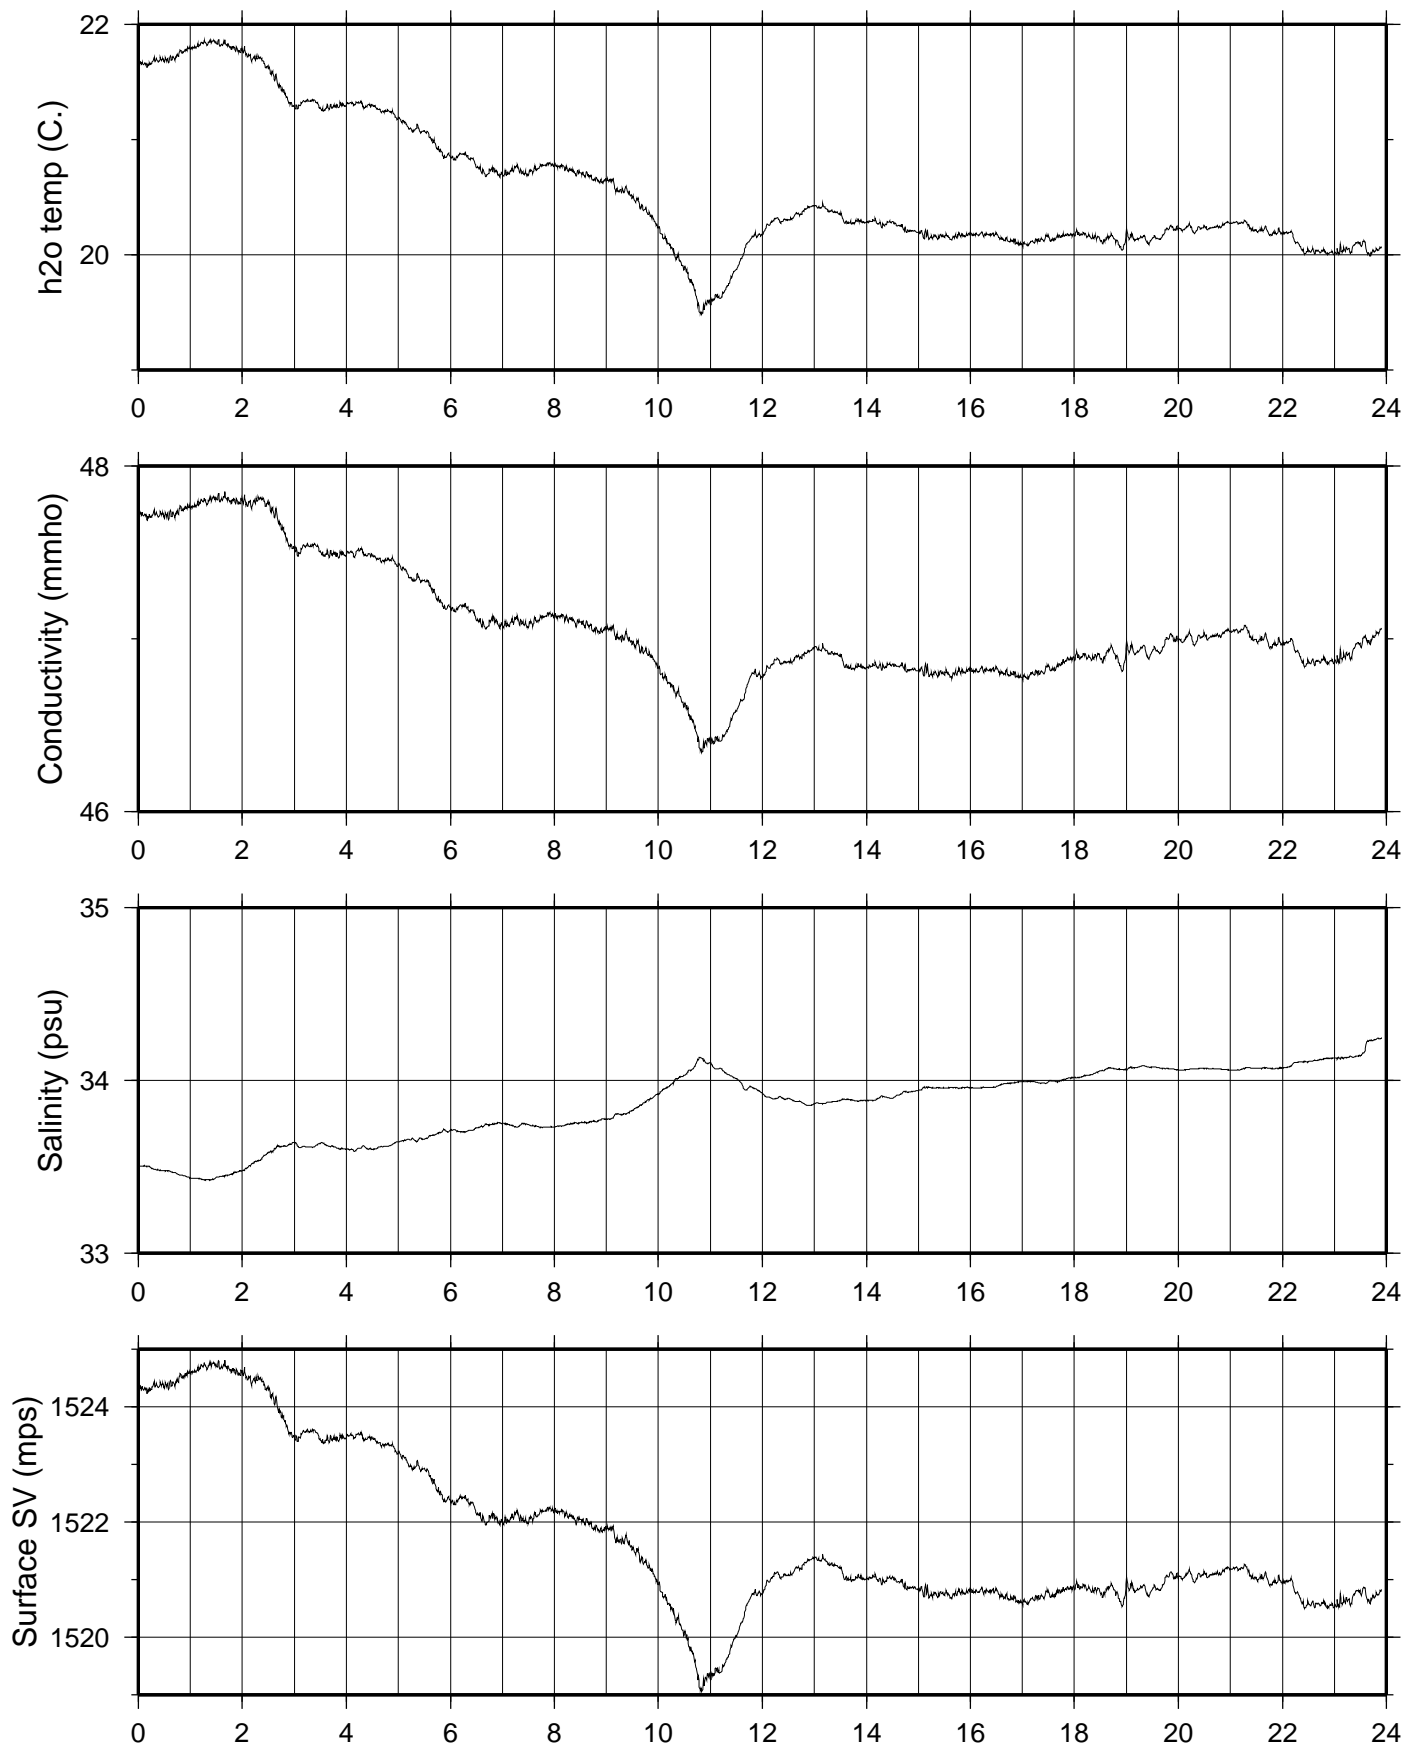 22
20
h2o temp (C.)
0 2 4 6 8 10 12 14 16 18 20 22 24
48
46
Conductivity (mmho)
0 2 4 6 8 10 12 14 16 18 20 22 24
35
34
33
Salinity (psu)
0 2 4 6 8 10 12 14 16 18 20 22 24
1524
1522
1520
Surface SV (mps)
0 2 4 6 8 10 12 14 16 18 20 22 24